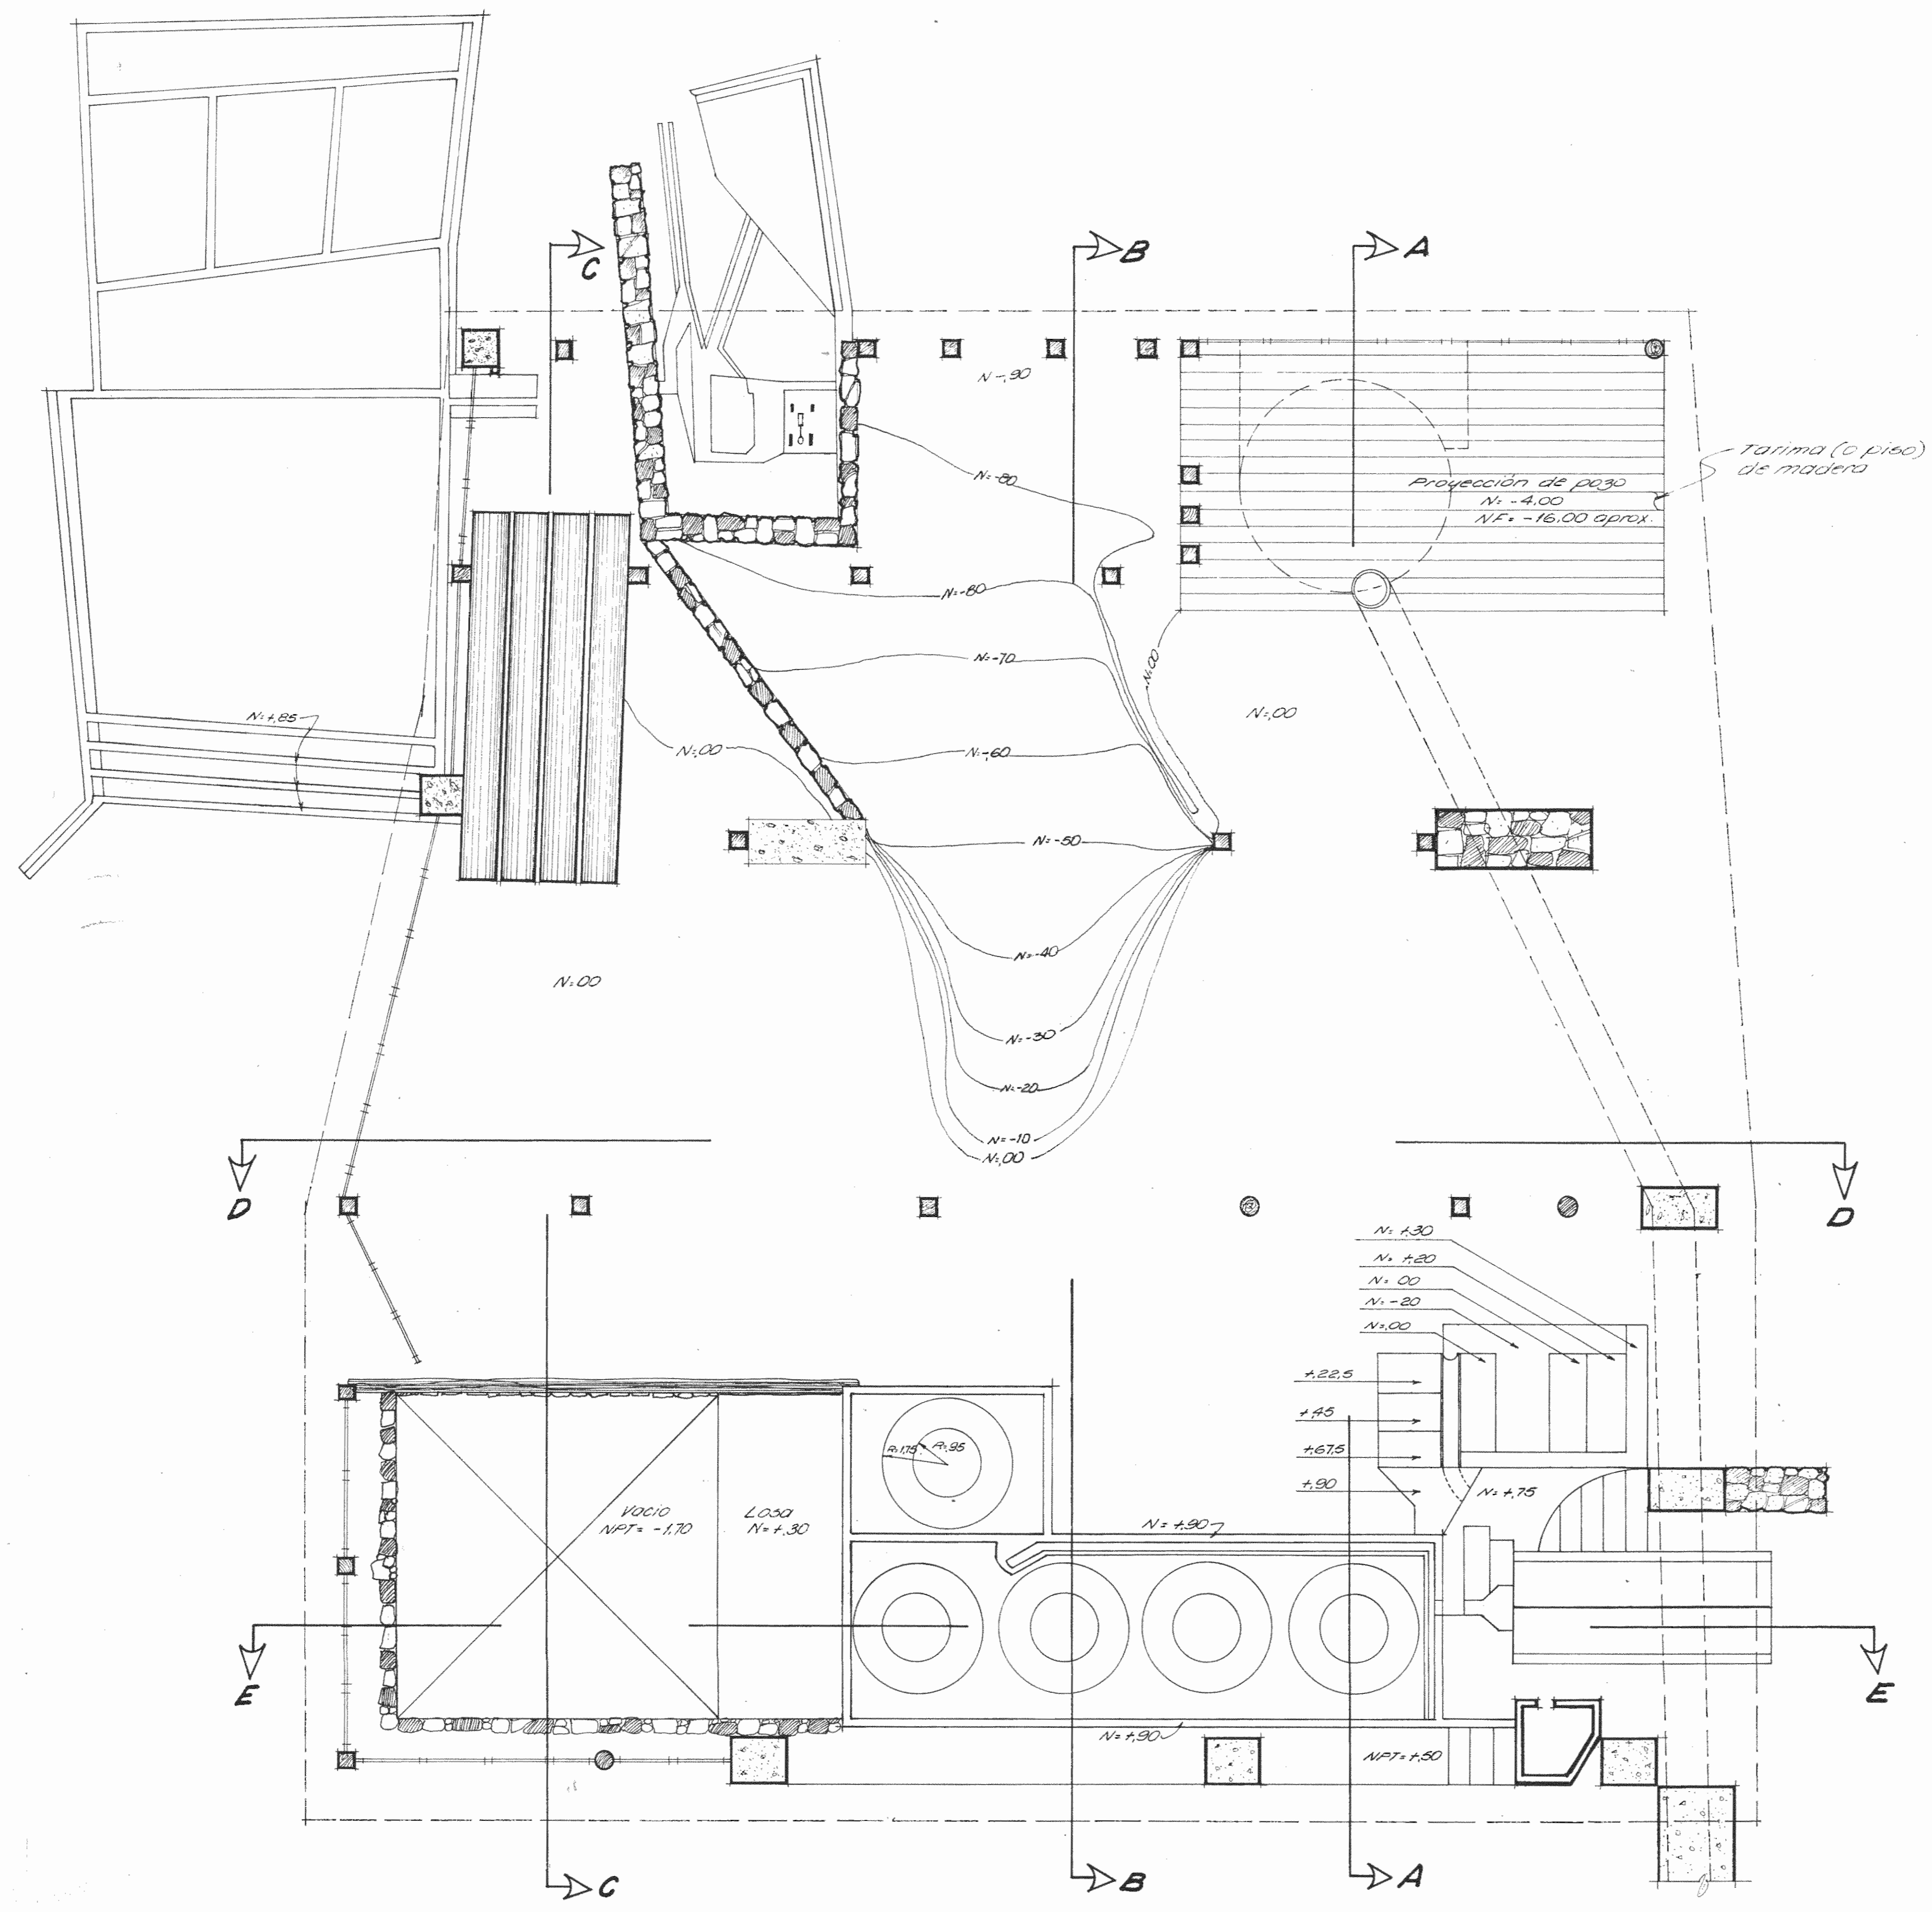 C
B
A
N-,90
Tarima (o piso)
de madera
N=-80
Proyección de pozo
N= -4.00
NF= -16,00 aprox.
N=-80
N=-70
N=,00
N=+,85
N=,00
N=,00
N=-60
N=-50
N=-40
N=00
N=-30
N=-20
N=-10
N=,00
D
D
N= +,30
N= +,20
N= 00
N=-20
N=,00
+,22,5
+,45
+,67,5
+,90
R=1,75
R=,95
N=+,75
Vacio
NPT= -1,70
Losa
N=+,30
N=+,90
E
E
N=+,90
NPT=+,50
C
B
A